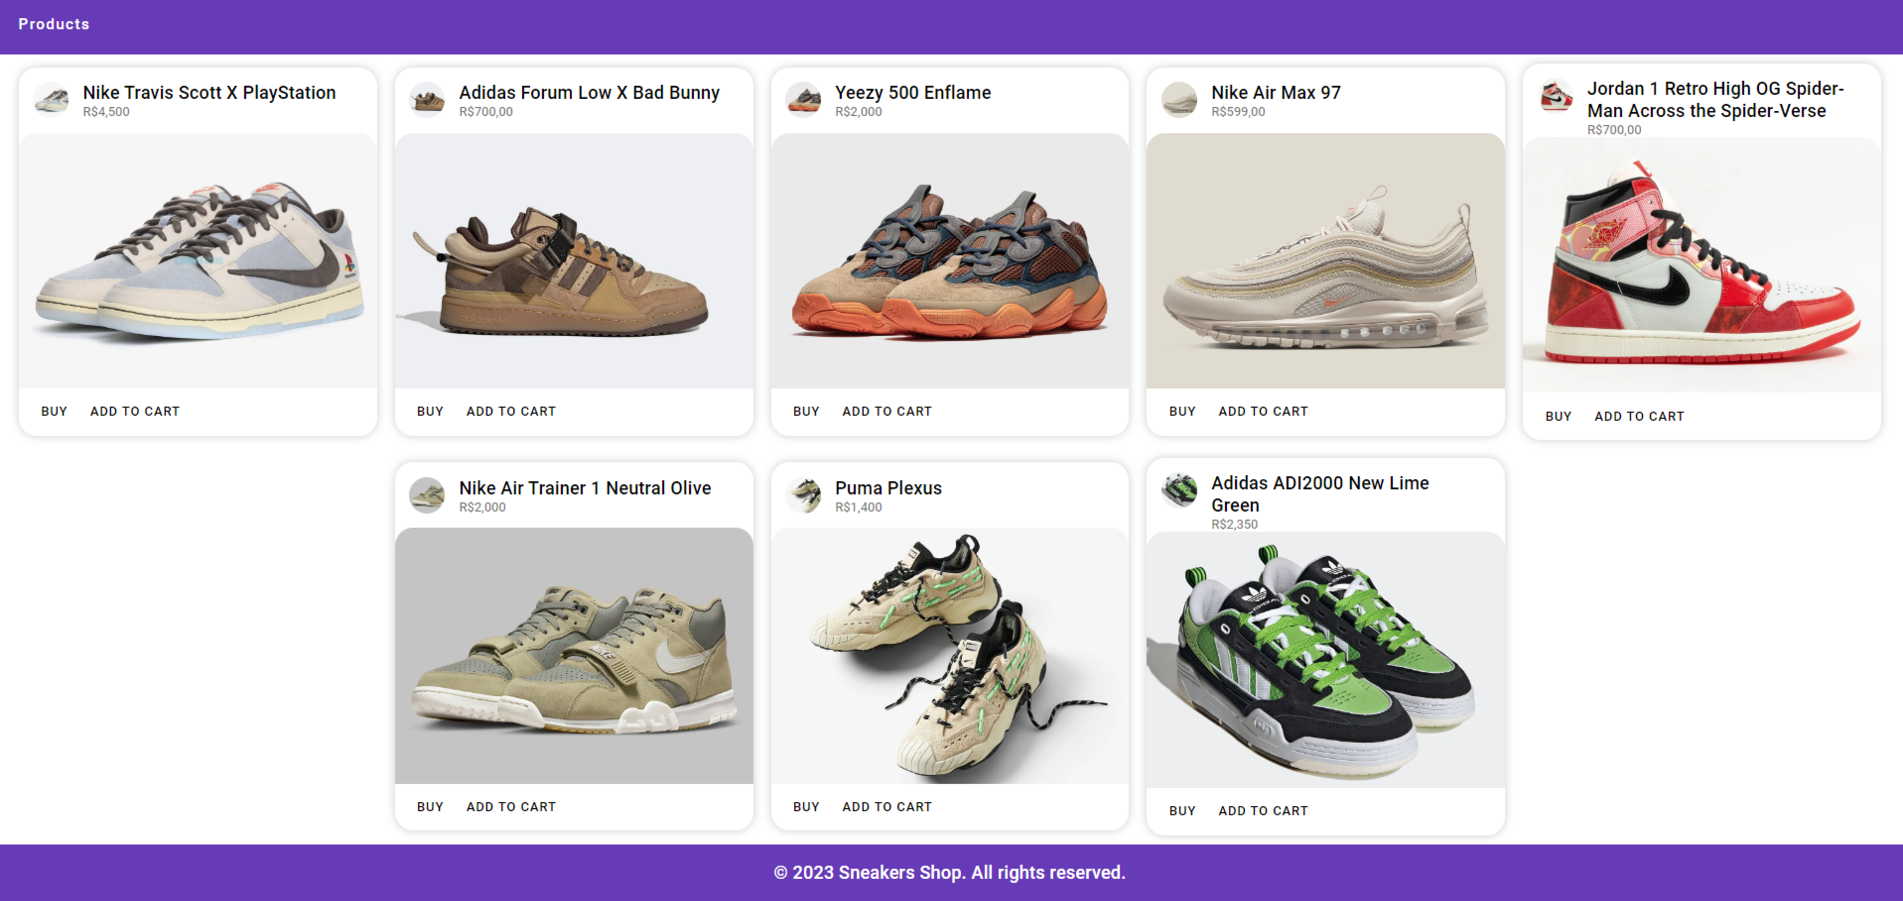 Products
Nike Travis Scott X PlayStation
R$4,500
BUY ADD TO CART
Adidas Forum Low X Bad Bunny
R$700,00
BUY ADD TO CART
Yeezy 500 Enflame
R$2,000
BUY ADD TO CART
Nike Air Max 97
R$599,00
BUY ADD TO CART
Jordan 1 Retro High OG Spider-
Man Across the Spider-Verse
R$700,00
BUY ADD TO CART
Nike Air Trainer 1 Neutral Olive
R$2,000
BUY ADD TO CART
Puma Plexus
R$1,400
BUY ADD TO CART
Adidas ADI2000 New Lime
Green
R$2,350
BUY ADD TO CART
© 2023 Sneakers Shop. All rights reserved.